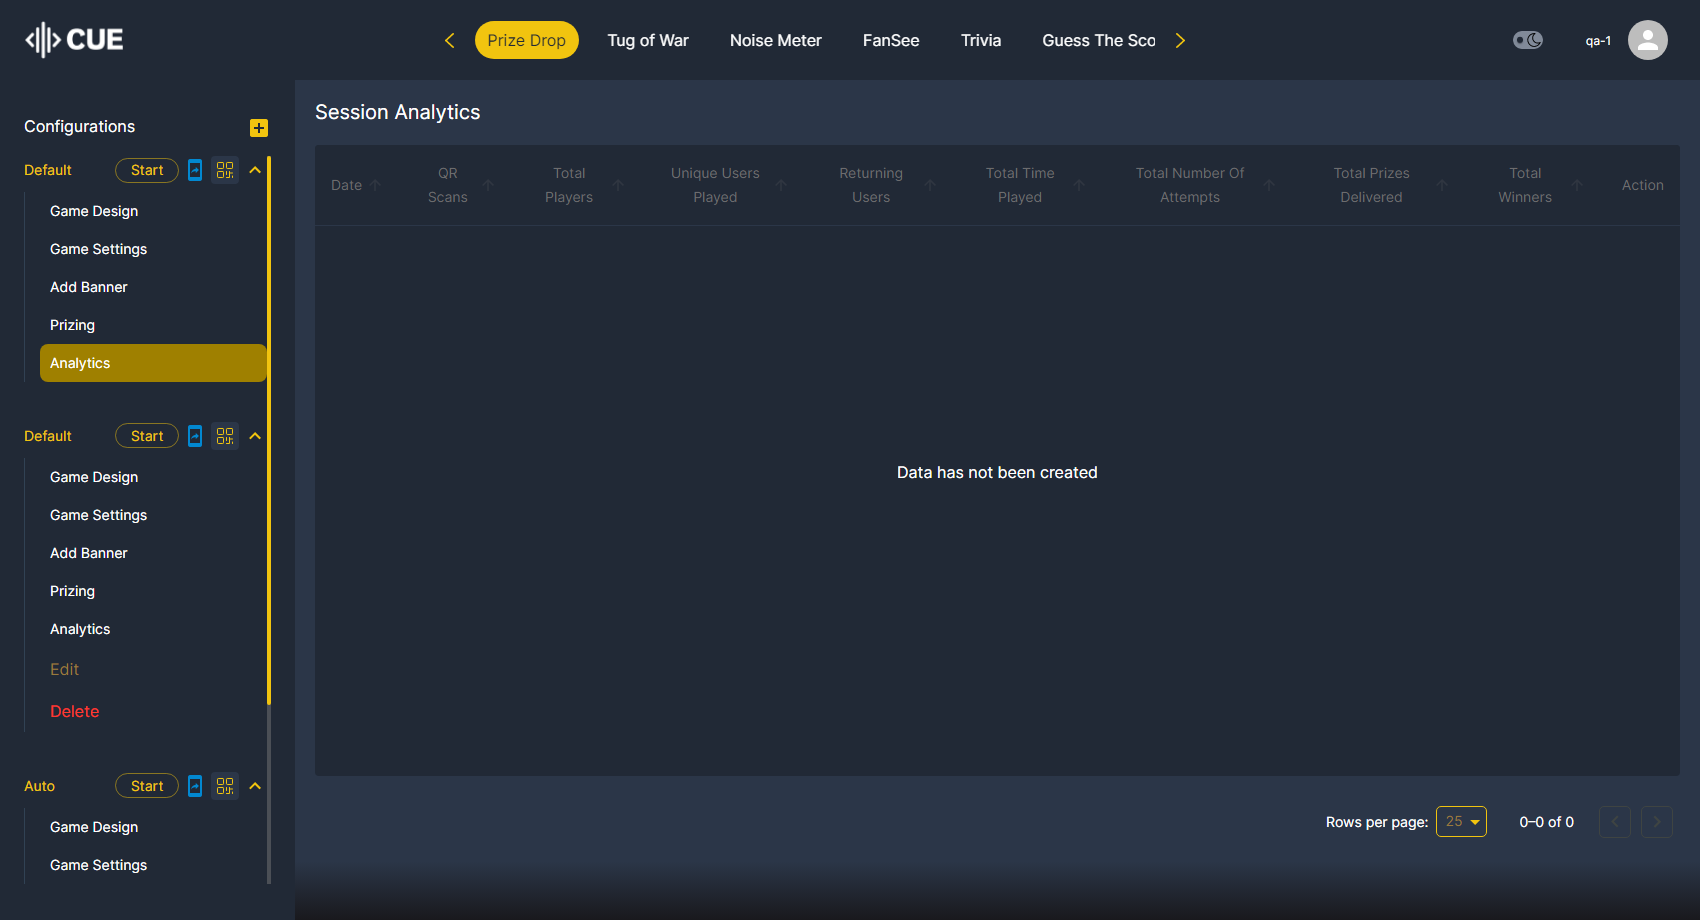 CUE
Prize Drop
Tug of War
Noise Meter
FanSee
Trivia
Guess The Sco
qa-1
Configurations
Default
Start
Game Design
Game Settings
Add Banner
Prizing
Analytics
Default
Start
Game Design
Game Settings
Add Banner
Prizing
Analytics
Edit
Delete
Auto
Start
Game Design
Game Settings
Session Analytics
Date
QR
Scans
Total
Players
Unique Users
Played
Returning
Users
Total Time
Played
Total Number Of
Attempts
Total Prizes
Delivered
Total
Winners
Action
Data has not been created
Rows per page:
25
0–0 of 0